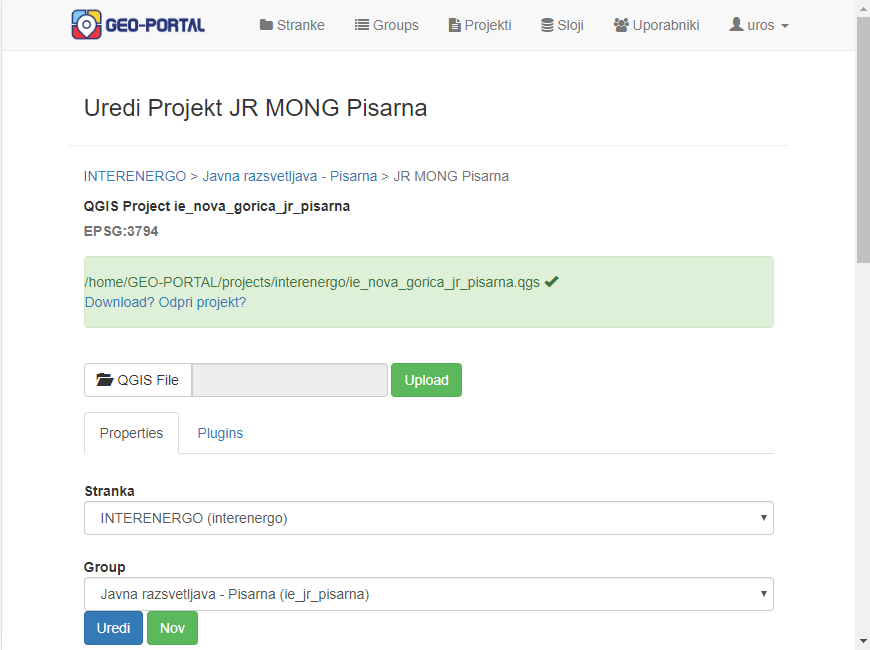 GEO-PORTAL Stranke Groups Projekti Sloji Uporabniki uros
Uredi Projekt JR MONG Pisarna
INTERENERGO > Javna razsvetljava - Pisarna > JR MONG Pisarna
QGIS Project ie_nova_gorica_jr_pisarna
EPSG:3794
/home/GEO-PORTAL/projects/interenergo/ie_nova_gorica_jr_pisarna.qgs
Download? Odpri projekt?
QGIS File Upload
Properties Plugins
Stranka
INTERENERGO (interenergo)
Group
Javna razsvetljava - Pisarna (ie_jr_pisarna)
Uredi Nov